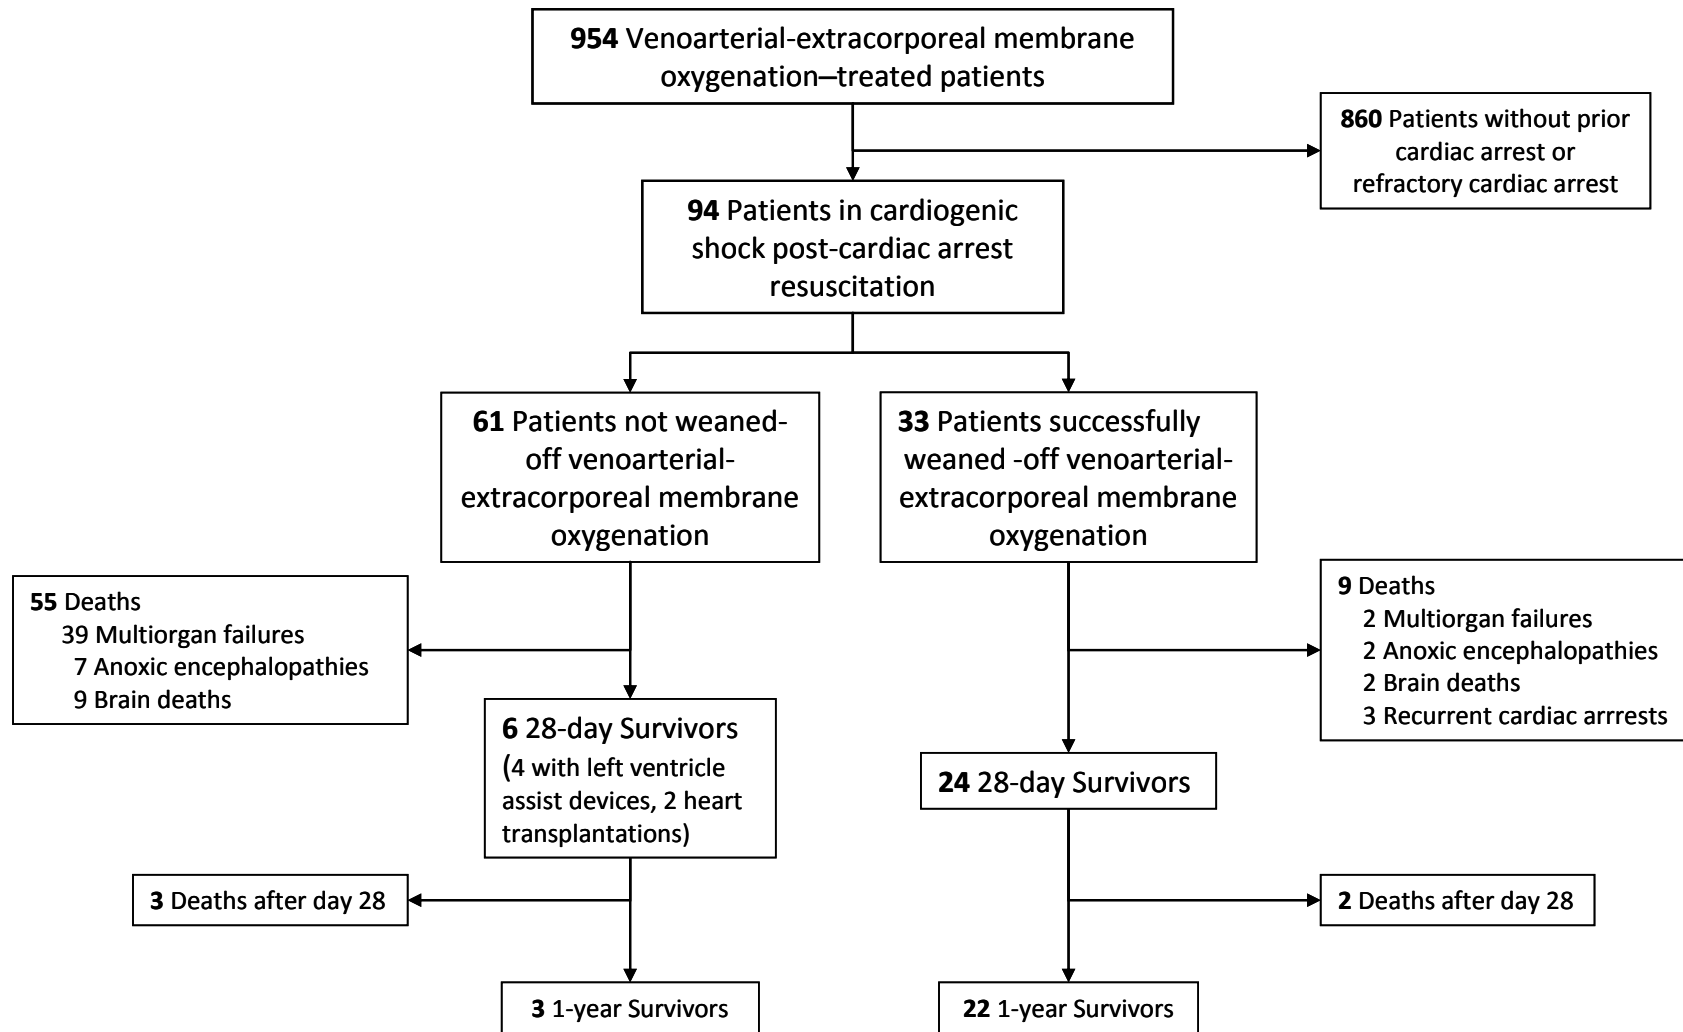 954 Venoarterial-extracorporeal membrane
oxygenation–treated patients
860 Patients without prior
cardiac arrest or
refractory cardiac arrest
94 Patients in cardiogenic
shock post-cardiac arrest
resuscitation
61 Patients not weaned-
off venoarterial-
extracorporeal membrane
oxygenation
33 Patients successfully
weaned -off venoarterial-
extracorporeal membrane
oxygenation
55 Deaths
39 Multiorgan failures
7 Anoxic encephalopathies
9 Brain deaths
9 Deaths
2 Multiorgan failures
2 Anoxic encephalopathies
2 Brain deaths
3 Recurrent cardiac arrrests
6 28-day Survivors
(4 with left ventricle
assist devices, 2 heart
transplantations)
24 28-day Survivors
3 Deaths after day 28
2 Deaths after day 28
3 1-year Survivors
22 1-year Survivors